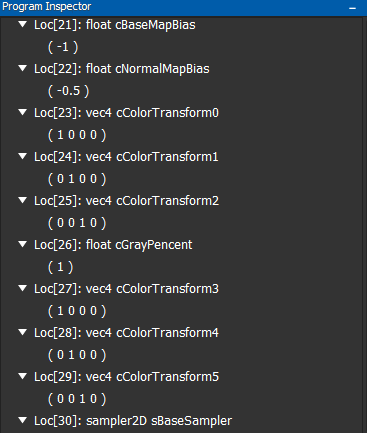 Program Inspector
Loc[21]: float cBaseMapBias
( -1 )
Loc[22]: float cNormalMapBias
( -0.5 )
Loc[23]: vec4 cColorTransform0
( 1 0 0 0 )
Loc[24]: vec4 cColorTransform1
( 0 1 0 0 )
Loc[25]: vec4 cColorTransform2
( 0 0 1 0 )
Loc[26]: float cGrayPencent
( 1 )
Loc[27]: vec4 cColorTransform3
( 1 0 0 0 )
Loc[28]: vec4 cColorTransform4
( 0 1 0 0 )
Loc[29]: vec4 cColorTransform5
( 0 0 1 0 )
Loc[30]: sampler2D sBaseSampler